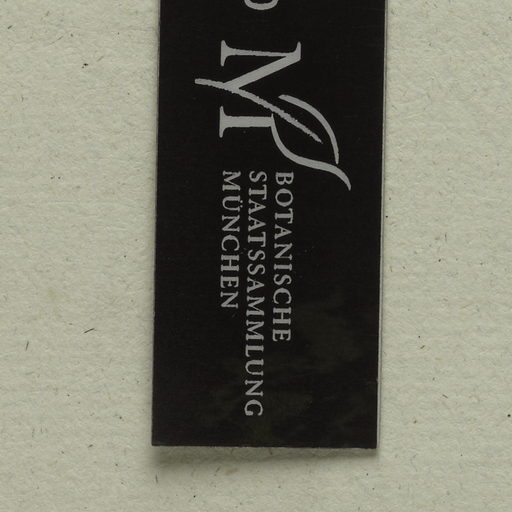 M
BOTANISCHE
STAATSSAMMLUNG
MÜNCHEN